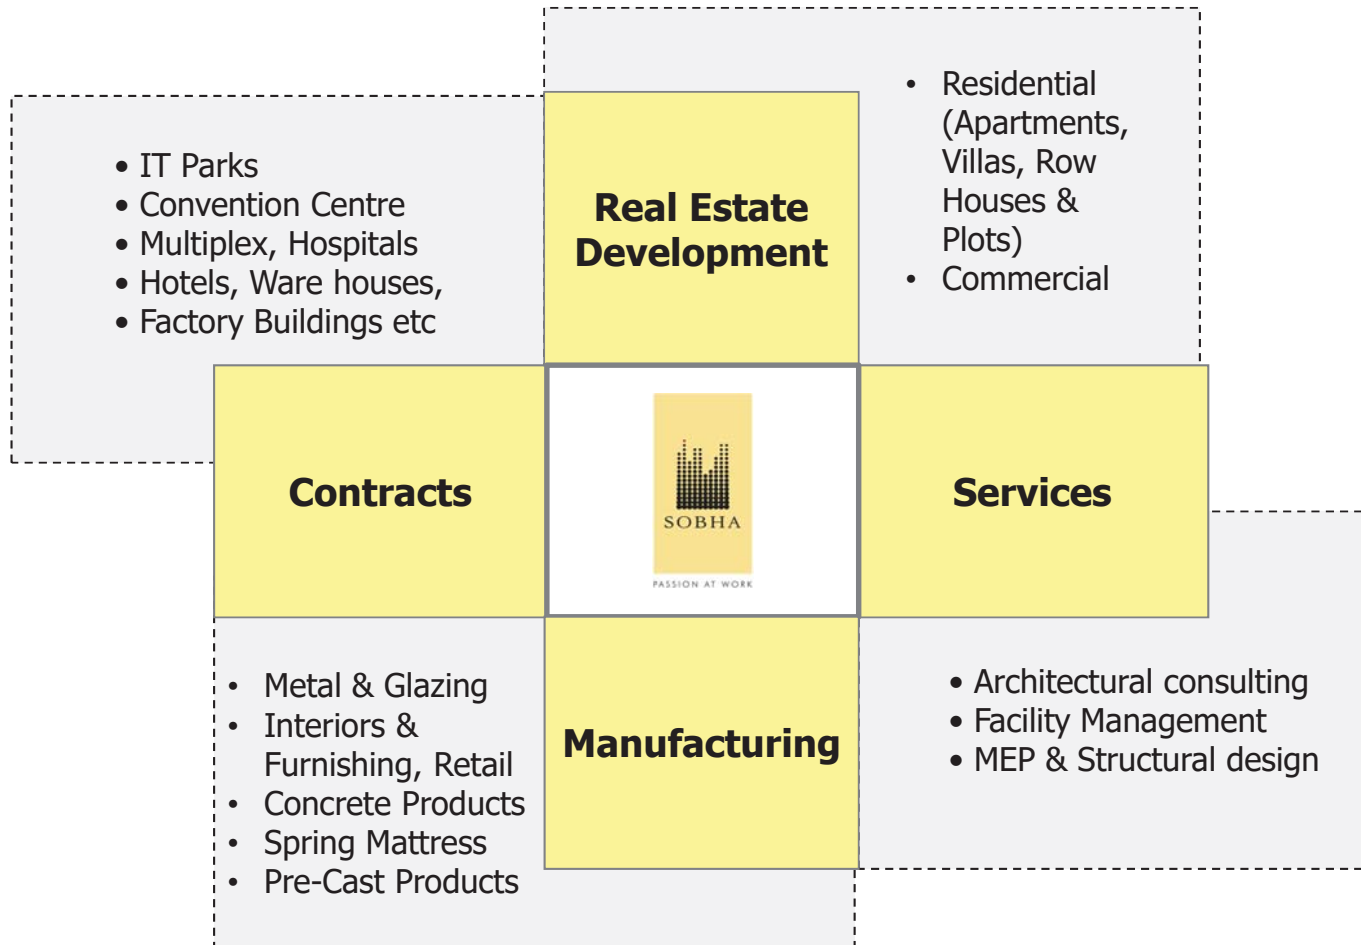 • IT Parks
• Convention Centre
• Multiplex, Hospitals
• Hotels, Ware houses,
• Factory Buildings etc
Real Estate
Development
• Residential
(Apartments,
Villas, Row
Houses &
Plots)
• Commercial
Contracts
SOBHA
PASSION AT WORK
Services
• Metal & Glazing
• Interiors &
Furnishing, Retail
• Concrete Products
• Spring Mattress
• Pre-Cast Products
Manufacturing
• Architectural consulting
• Facility Management
• MEP & Structural design